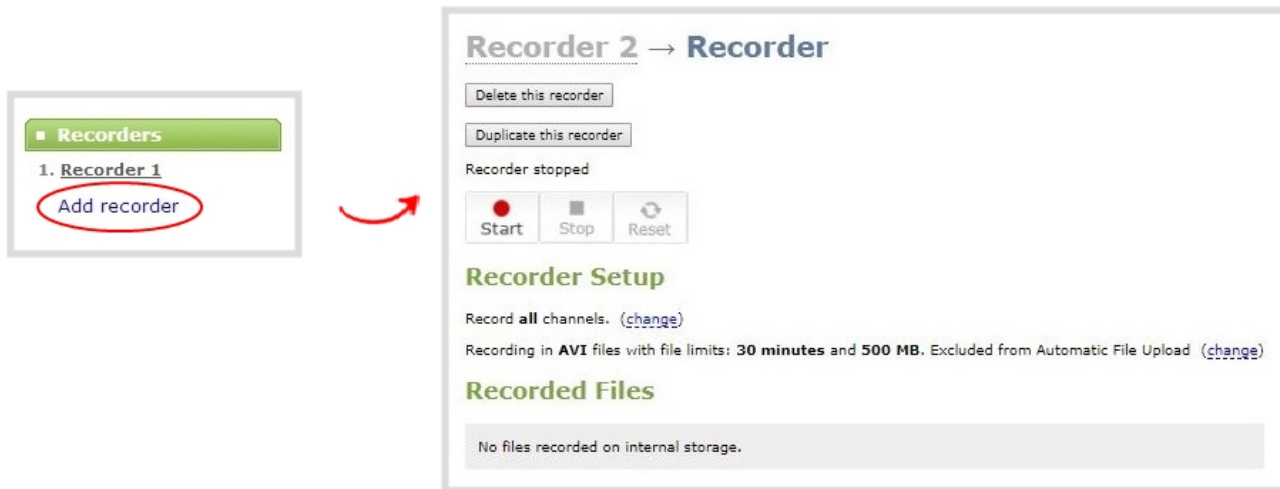 Recorders
1. Recorder 1
Add recorder
Recorder 2 → Recorder
Delete this recorder
Duplicate this recorder
Recorder stopped
Start Stop Reset
Recorder Setup
Record all channels. (change)
Recording in AVI files with file limits: 30 minutes and 500 MB. Excluded from Automatic File Upload (change)
Recorded Files
No files recorded on internal storage.